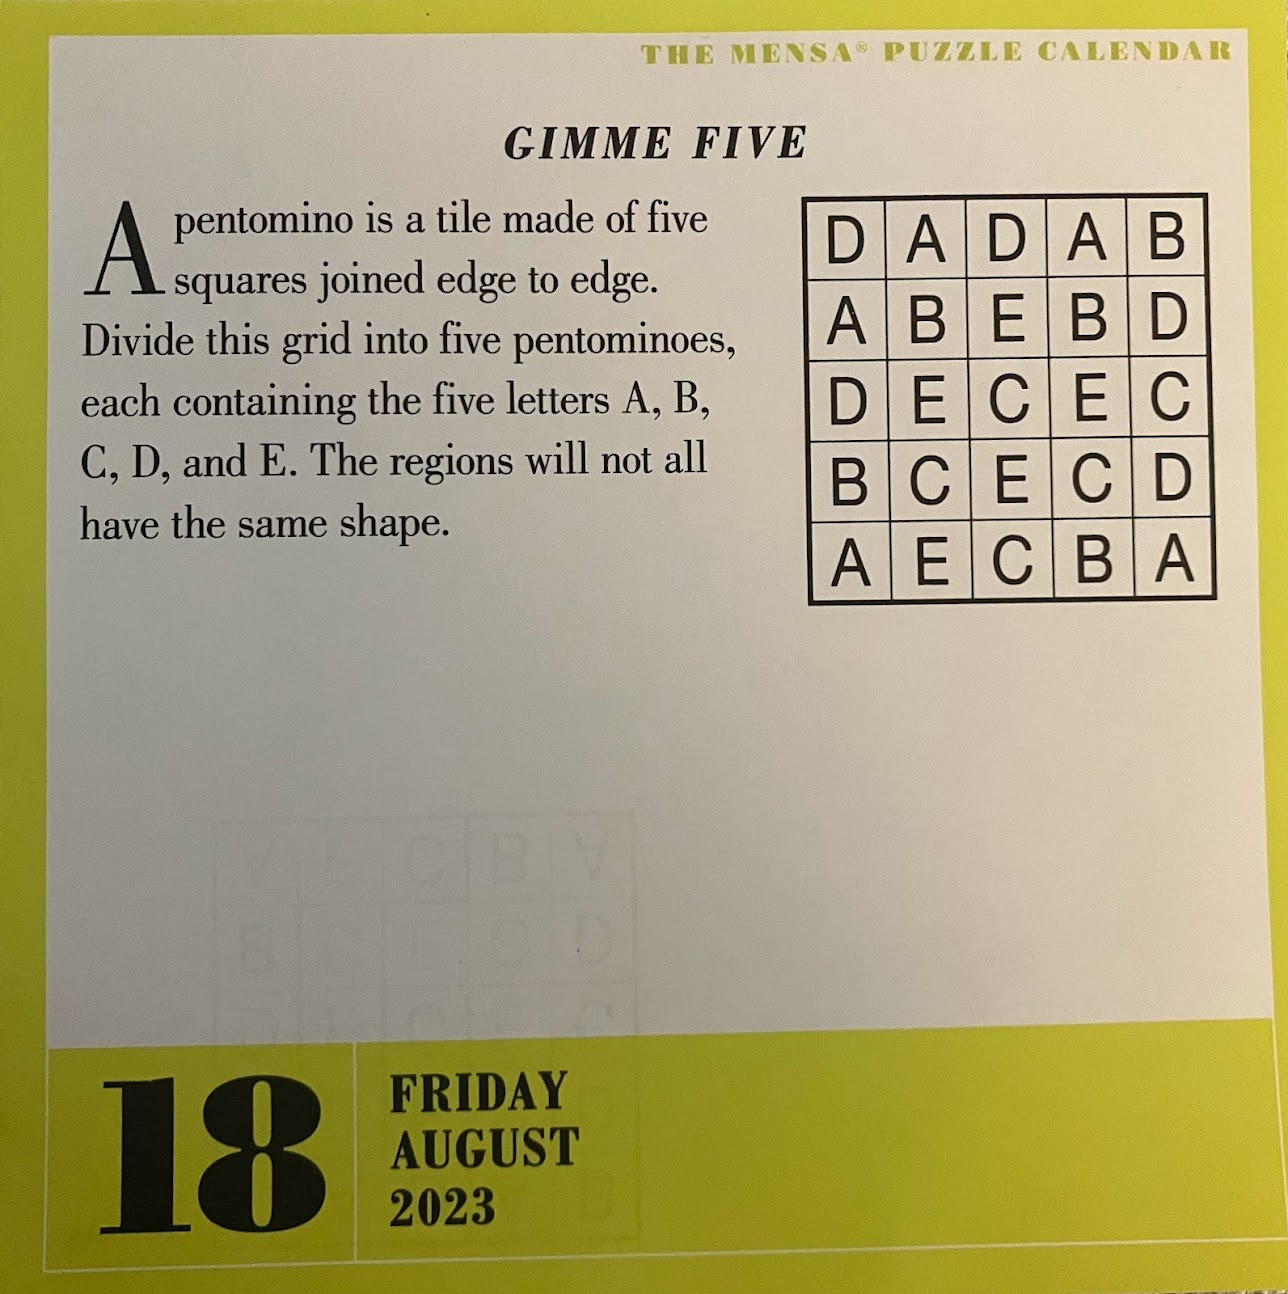 THE MENSA® PUZZLE CALENDAR
GIMME FIVE
A pentomino is a tile made of five
squares joined edge to edge.
Divide this grid into five pentominoes,
each containing the five letters A, B,
C, D, and E. The regions will not all
have the same shape.
D A D A B
A B E B D
D E C E C
B C E C D
A E C B A
18
FRIDAY
AUGUST
2023